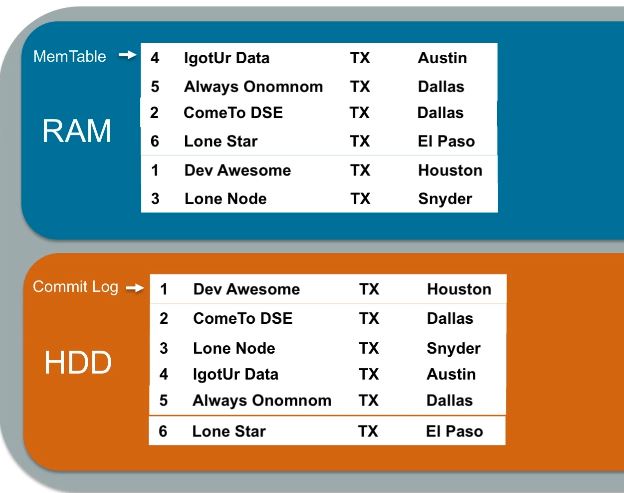 MemTable
4 IgotUr Data TX Austin
5 Always Onomnom TX Dallas
2 ComeTo DSE TX Dallas
RAM
6 Lone Star TX El Paso
1 Dev Awesome TX Houston
3 Lone Node TX Snyder
Commit Log
1 Dev Awesome TX Houston
2 ComeTo DSE TX Dallas
3 Lone Node TX Snyder
HDD
4 IgotUr Data TX Austin
5 Always Onomnom TX Dallas
6 Lone Star TX El Paso